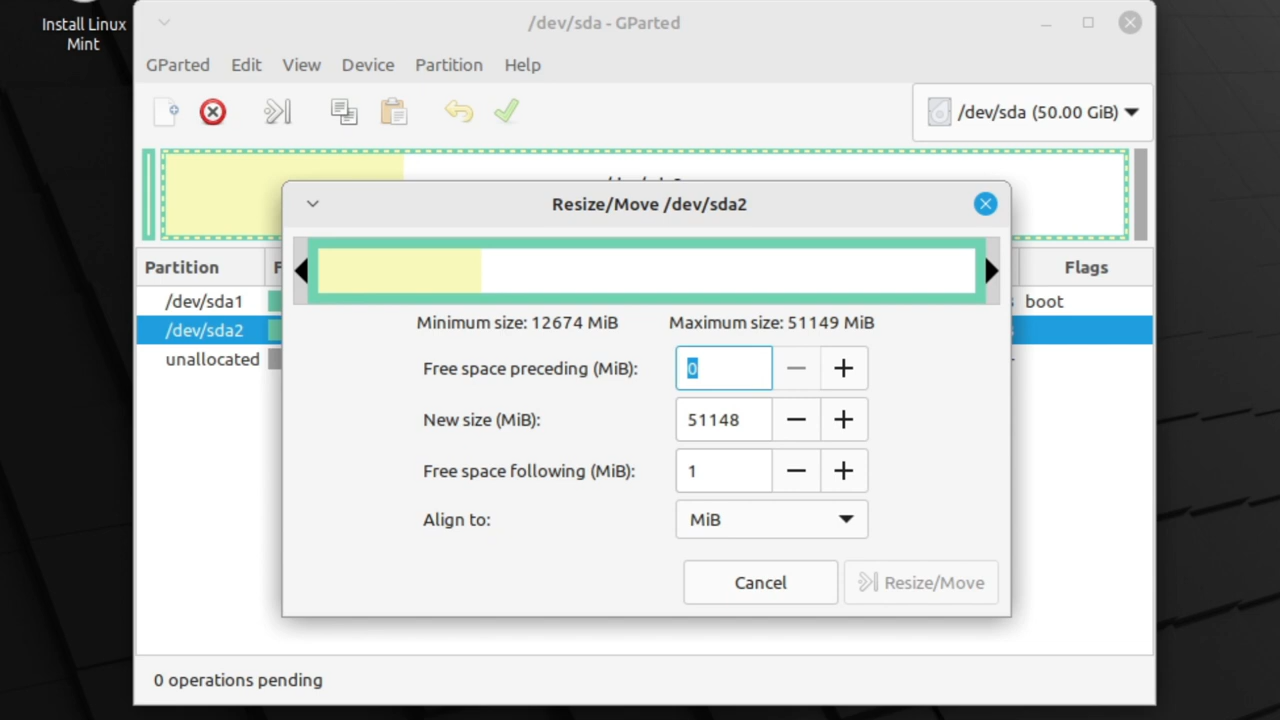 Install Linux
Mint
/dev/sda - GParted
GParted Edit View Device Partition Help
/dev/sda (50.00 GiB)
Resize/Move /dev/sda2
Partition
Flags
/dev/sda1
boot
/dev/sda2
unallocated
Minimum size: 12674 MiB
Maximum size: 51149 MiB
Free space preceding (MiB):
0
New size (MiB):
51148
Free space following (MiB):
1
Align to:
MiB
Cancel
Resize/Move
0 operations pending